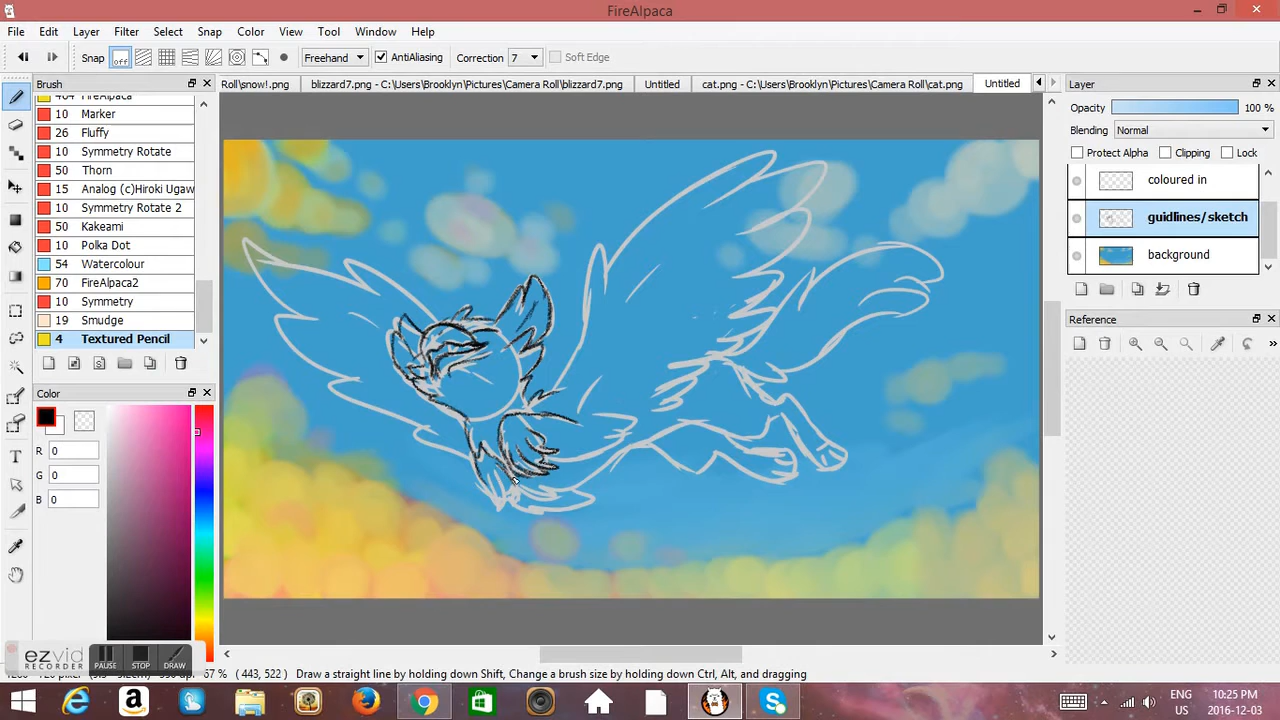 FireAlpaca
File Edit Layer Filter Select Snap Color View Tool Window Help
Snap off Freehand AntiAliasing Correction 7 Soft Edge
Brush
Roll\snow!.png blizzard7.png - C:\Users\Brooklyn\Pictures\Camera Roll\blizzard7.png Untitled cat.png - C:\Users\Brooklyn\Pictures\Camera Roll\cat.png Untitled
Layer
Opacity 100 %
Blending Normal
Protect Alpha Clipping Lock
coloured in
guidlines/sketch
background
Reference
464 FireAlpaca
10 Marker
26 Fluffy
10 Symmetry Rotate
50 Thorn
15 Analog (c)Hiroki Ugaw
10 Symmetry Rotate 2
50 Kakeami
10 Polka Dot
54 Watercolour
70 FireAlpaca2
10 Symmetry
19 Smudge
4 Textured Pencil
Color
R 0
G 0
B 0
ezvid
RECORDER
PAUSE STOP DRAW
67 % ( 443, 522 ) Draw a straight line by holding down Shift, Change a brush size by holding down Ctrl, Alt, and dragging
ENG
US
10:25 PM
2016-12-03